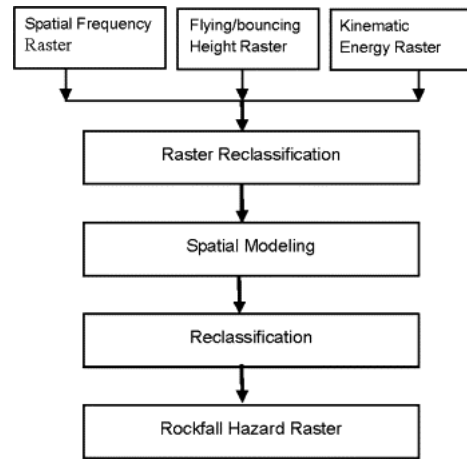 Spatial Frequency
Raster
Flying/bouncing
Height Raster
Kinematic
Energy Raster
Raster Reclassification
Spatial Modeling
Reclassification
Rockfall Hazard Raster